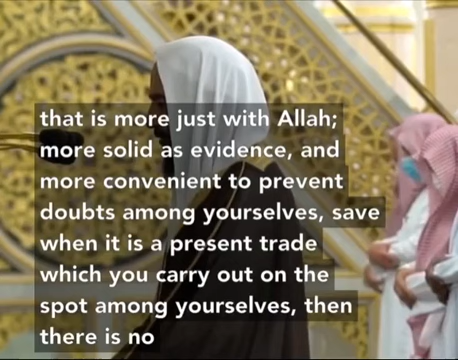 that is more just with Allah;
more solid as evidence, and
more convenient to prevent
doubts among yourselves, save
when it is a present trade
which you carry out on the
spot among yourselves, then
there is no